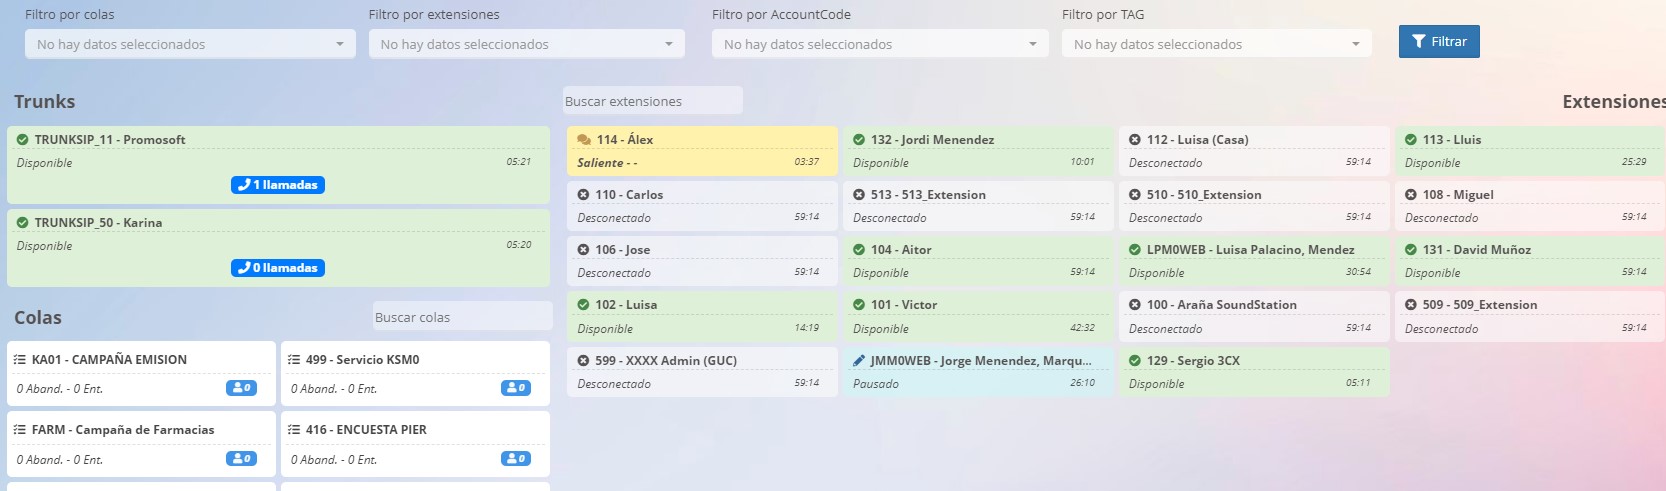 Filtro por colas
Filtro por extensiones
Filtro por AccountCode
Filtro por TAG
No hay datos seleccionados
No hay datos seleccionados
No hay datos seleccionados
No hay datos seleccionados
Filtrar
Trunks
TRUNKSIP_11 - Promosoft
Disponible 05:21
1 llamadas
TRUNKSIP_50 - Karina
Disponible 05:20
0 llamadas
Colas
Buscar colas
KA01 - CAMPAÑA EMISION
0 Aband. - 0 Ent. 0
499 - Servicio KSM0
0 Aband. - 0 Ent. 0
FARM - Campaña de Farmacias
0 Aband. - 0 Ent. 0
416 - ENCUESTA PIER
0 Aband. - 0 Ent. 0
Buscar extensiones
Extensiones
114 - Álex
Saliente - - 03:37
132 - Jordi Menendez
Disponible 10:01
112 - Luisa (Casa)
Desconectado 59:14
113 - Lluis
Disponible 25:29
110 - Carlos
Desconectado 59:14
513 - 513_Extension
Desconectado 59:14
510 - 510_Extension
Desconectado 59:14
108 - Miguel
Desconectado 59:14
106 - Jose
Desconectado 59:14
104 - Aitor
Disponible 59:14
LPM0WEB - Luisa Palacino, Mendez
Disponible 30:54
131 - David Muñoz
Disponible 59:14
102 - Luisa
Disponible 14:19
101 - Victor
Disponible 42:32
100 - Araña SoundStation
Desconectado 59:14
509 - 509_Extension
Desconectado 59:14
599 - XXXX Admin (GUC)
Desconectado 59:14
JMM0WEB - Jorge Menendez, Marqu...
Pausado 26:10
129 - Sergio 3CX
Disponible 05:11